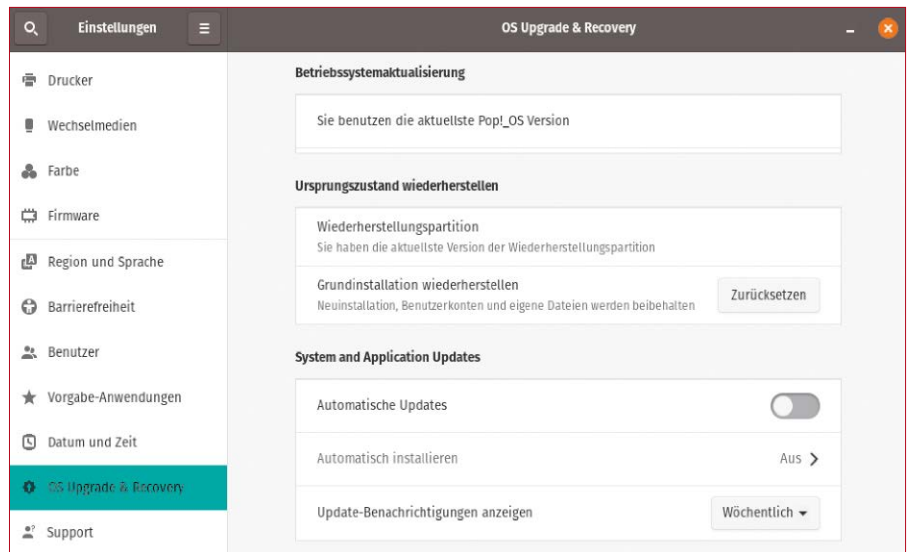 Einstellungen
OS Upgrade & Recovery
Drucker
Wechselmedien
Farbe
Firmware
Region und Sprache
Barrierefreiheit
Benutzer
Vorgabe-Anwendungen
Datum und Zeit
OS Upgrade & Recovery
Support
Betriebssystemaktualisierung
Sie benutzen die aktuellste Pop!_OS Version
Ursprungszustand wiederherstellen
Wiederherstellungspartition
Sie haben die aktuellste Version der Wiederherstellungspartition
Grundinstallation wiederherstellen
Neuinstallation, Benutzerkonten und eigene Dateien werden beibehalten
Zurücksetzen
System and Application Updates
Automatische Updates
Automatisch installieren
Aus
Update-Benachrichtigungen anzeigen
Wöchentlich